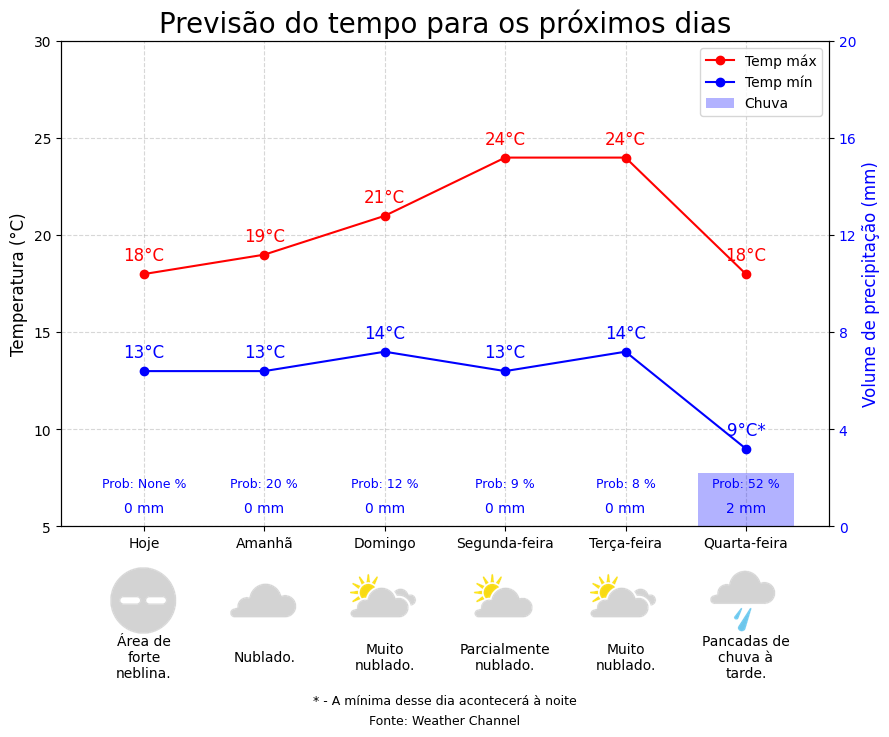 Previsão do tempo para os próximos dias
30
25
20
15
10
5
Temperatura (°C)
20
16
12
8
4
0
Volume de precipitação (mm)
Temp máx
Temp mín
Chuva
18°C
19°C
21°C
24°C
24°C
18°C
13°C
13°C
14°C
13°C
14°C
9°C*
Prob: None %
Prob: 20 %
Prob: 12 %
Prob: 9 %
Prob: 8 %
Prob: 52 %
0 mm
0 mm
0 mm
0 mm
0 mm
2 mm
Hoje
Amanhã
Domingo
Segunda-feira
Terça-feira
Quarta-feira
Área de
forte
neblina.
Nublado.
Muito
nublado.
Parcialmente
nublado.
Muito
nublado.
Pancadas de
chuva à
tarde.
* - A mínima desse dia acontecerá à noite
Fonte: Weather Channel